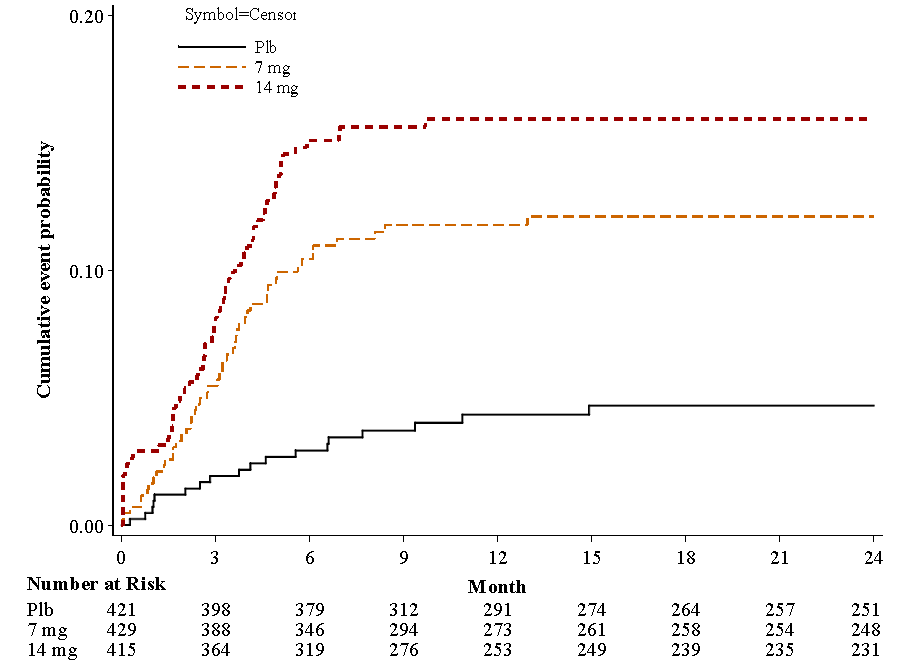 0.20
Symbol=Censor
Plb
7 mg
14 mg
Cumulative event probability
0.10
0.00
0 3 6 9 12 15 18 21 24
Number at Risk Month
Plb 421 398 379 312 291 274 264 257 251
7 mg 429 388 346 294 273 261 258 254 248
14 mg 415 364 319 276 253 249 239 235 231